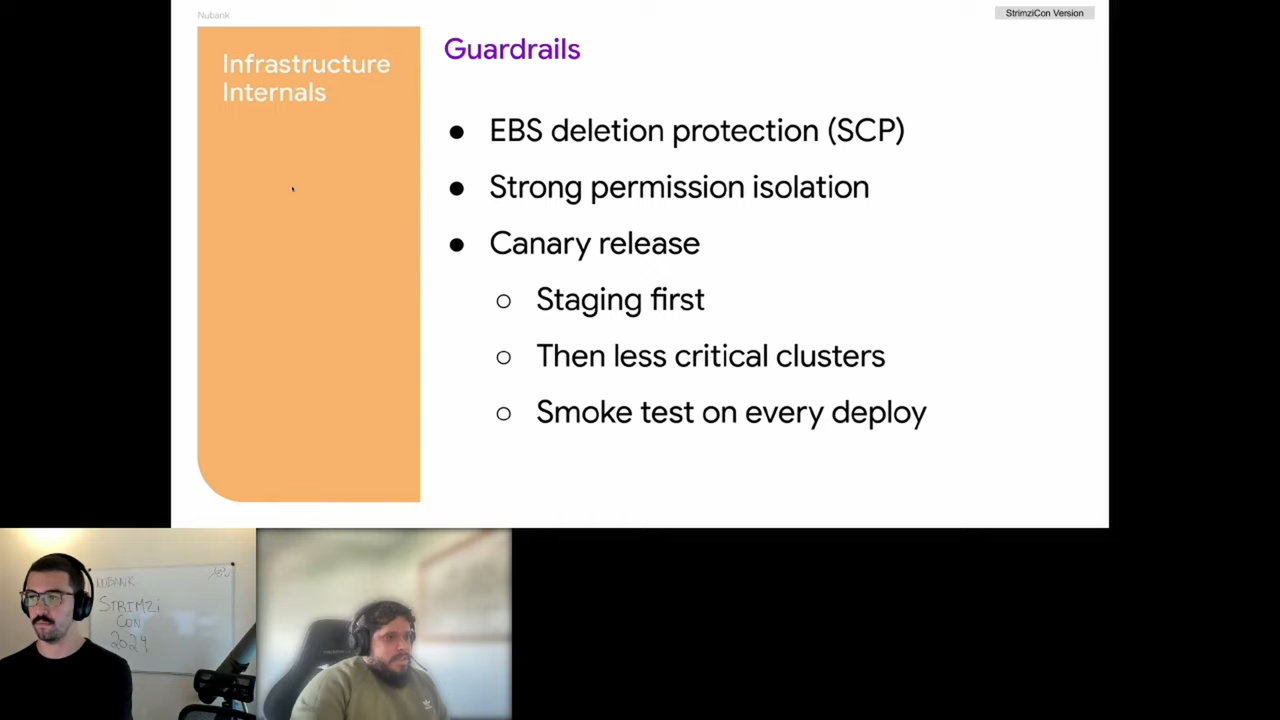 Nubank
StrimziCon Version
Infrastructure
Internals
Guardrails
● EBS deletion protection (SCP)
● Strong permission isolation
● Canary release
○ Staging first
○ Then less critical clusters
○ Smoke test on every deploy
NUBANK
STRIMZi
CON
2024